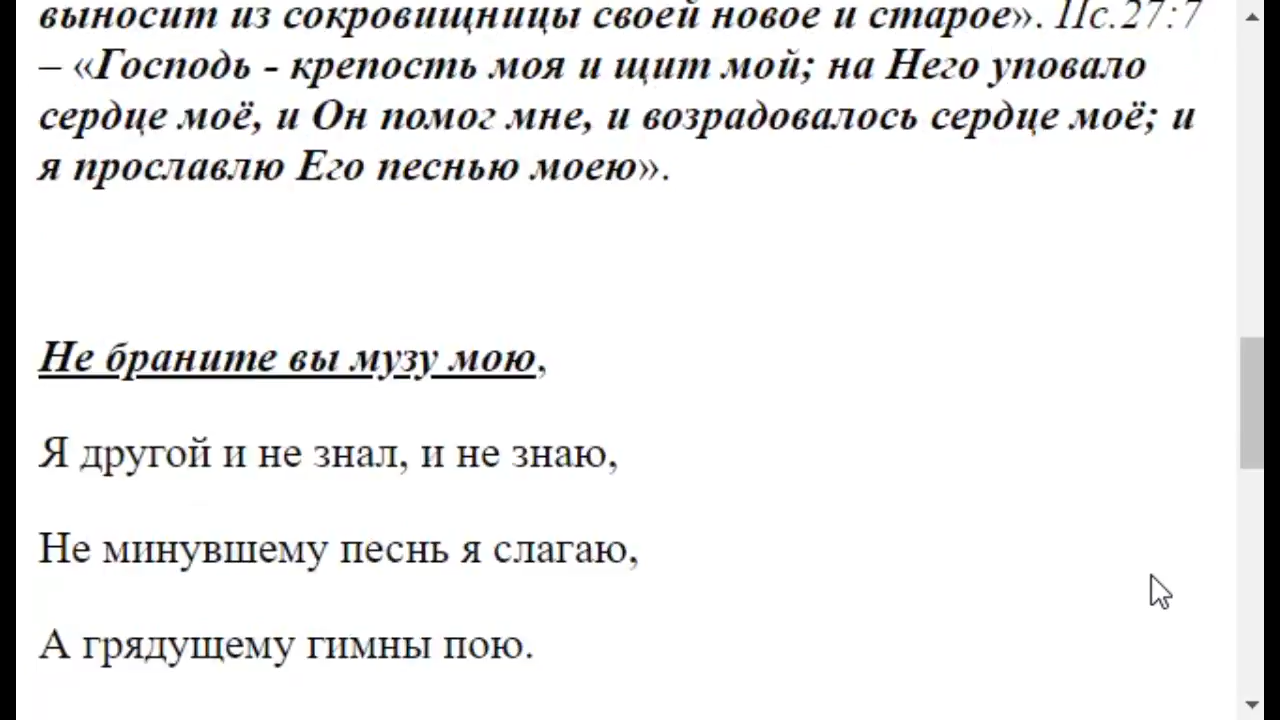 выносит из сокровищницы своей новое и старое». Пс.27:7
– «Господь - крепость моя и щит мой; на Него уповало
сердце моё, и Он помог мне, и возрадовалось сердце моё; и
я прославлю Его песнью моею».
Не браните вы музу мою,
Я другой и не знал, и не знаю,
Не минувшему песнь я слагаю,
А грядущему гимны пою.